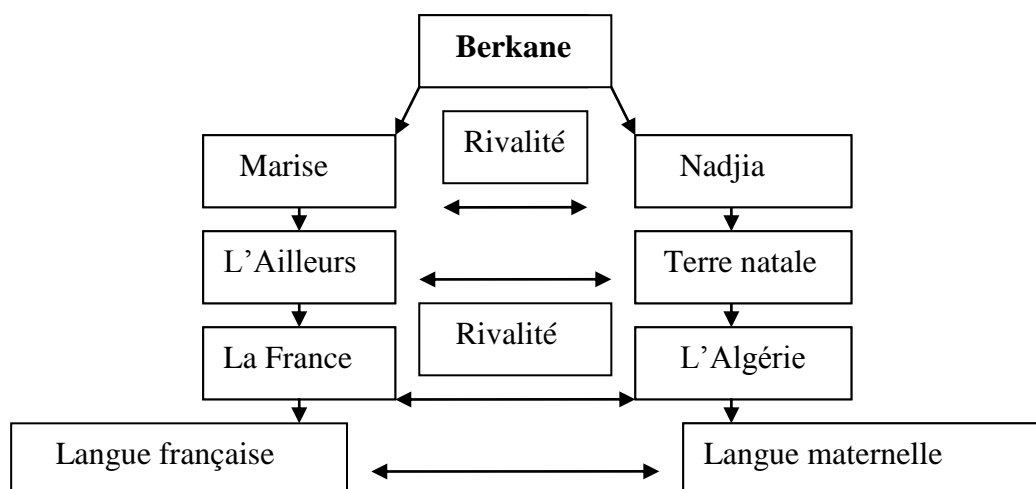 Berkane
Rivalité
Marise
Nadjia
L’Ailleurs
Terre natale
Rivalité
La France
L’Algérie
Langue française
Langue maternelle